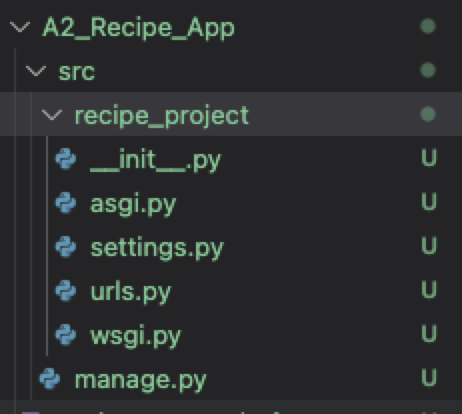 A2_Recipe_App
src
recipe_project
__init__.py U
asgi.py U
settings.py U
urls.py U
wsgi.py U
manage.py U